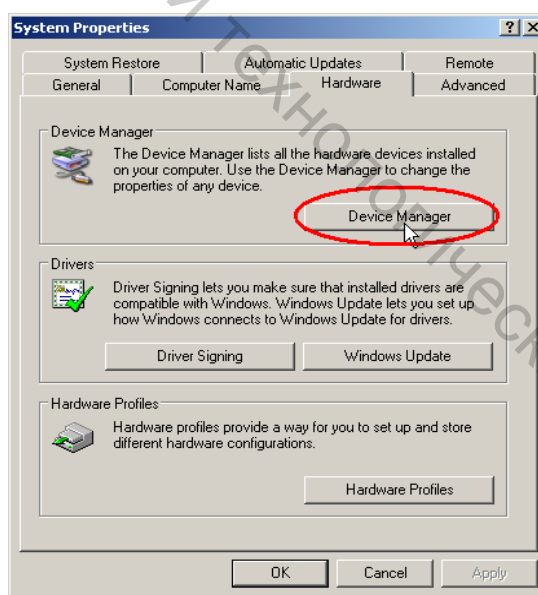 System Properties
System Restore Automatic Updates Remote
General Computer Name Hardware Advanced
Device Manager
The Device Manager lists all the hardware devices installed
on your computer. Use the Device Manager to change the
properties of any device.
Device Manager
Drivers
Driver Signing lets you make sure that installed drivers are
compatible with Windows. Windows Update lets you set up
how Windows connects to Windows Update for drivers.
Driver Signing Windows Update
Hardware Profiles
Hardware profiles provide a way for you to set up and store
different hardware configurations.
Hardware Profiles
OK Cancel Apply
й технологическ